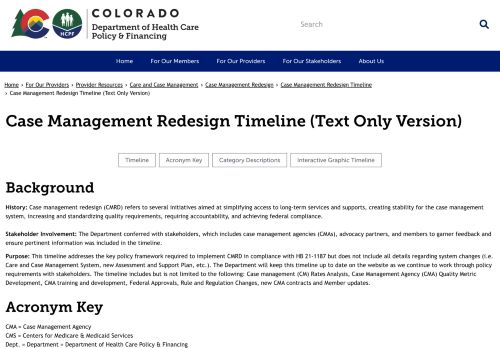 COLORADO
Department of Health Care
Policy & Financing
CO
HCPF
Search
Home
For Our Members
For Our Providers
For Our Stakeholders
About Us
Home › For Our Providers › Provider Resources › Care and Case Management › Case Management Redesign › Case Management Redesign Timeline
› Case Management Redesign Timeline (Text Only Version)
Case Management Redesign Timeline (Text Only Version)
Timeline
Acronym Key
Category Descriptions
Interactive Graphic Timeline
Background
History: Case management redesign (CMRD) refers to several initiatives aimed at simplifying access to long-term services and supports, creating stability for the case management
system, increasing and standardizing quality requirements, requiring accountability, and achieving federal compliance.
Stakeholder Involvement: The Department conferred with stakeholders, which includes case management agencies (CMAs), advocacy partners, and members to garner feedback and
ensure pertinent information was included in the timeline.
Purpose: This timeline addresses the key policy framework required to implement CMRD in compliance with HB 21-1187 but does not include all details regarding system changes (i.e.
Care and Case Management System, new Assessment and Support Plan, etc.). The Department will keep this timeline up to date on the website as we continue to work through policy
requirements with stakeholders. The timeline includes but is not limited to the following: Case management (CM) Rates Analysis, Case Management Agency (CMA) Quality Metric
Development, CMA training and development, Federal Approvals, Rule and Regulation Changes, new CMA contracts and Member updates.
Acronym Key
CMA = Case Management Agency
CMS = Centers for Medicare & Medicaid Services
Dept. = Department = Department of Health Care Policy & Financing